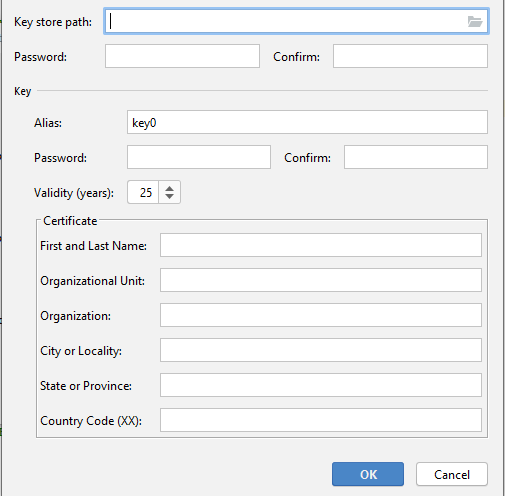 Key store path:
Password: Confirm:
Key
Alias: key0
Password: Confirm:
Validity (years): 25
Certificate
First and Last Name:
Organizational Unit:
Organization:
City or Locality:
State or Province:
Country Code (XX):
OK Cancel